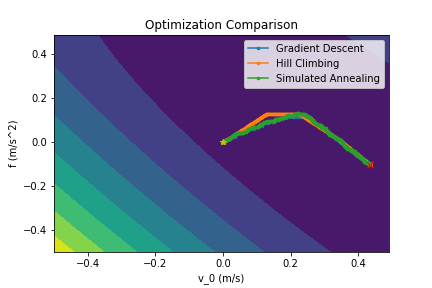 Optimization Comparison
Gradient Descent
Hill Climbing
Simulated Annealing
0.4
0.2
0.0
−0.2
−0.4
f (m/s^2)
−0.4 −0.2 0.0 0.2 0.4
v_0 (m/s)